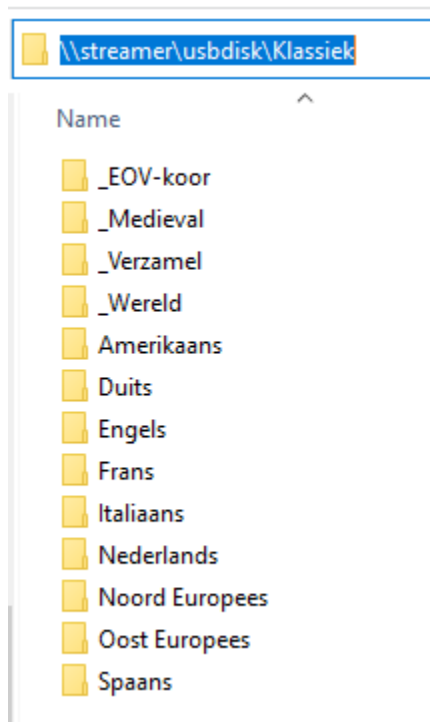 \\streamer\usbdisk\Klassiek
Name
_EOV-koor
_Medieval
_Verzamel
_Wereld
Amerikaans
Duits
Engels
Frans
Italiaans
Nederlands
Noord Europees
Oost Europees
Spaans